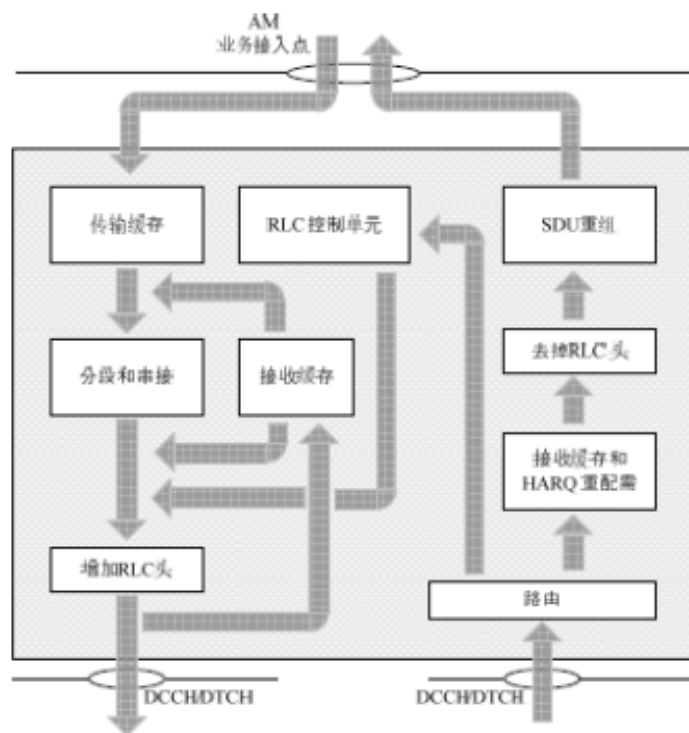 AM
业务接入点
传输缓存
RLC控制单元
SDU重组
分段和串接
接收缓存
去掉RLC头
接收缓存和
HARQ重配需
增加RLC头
路由
DCCH/DTCH
DCCH/DTCH